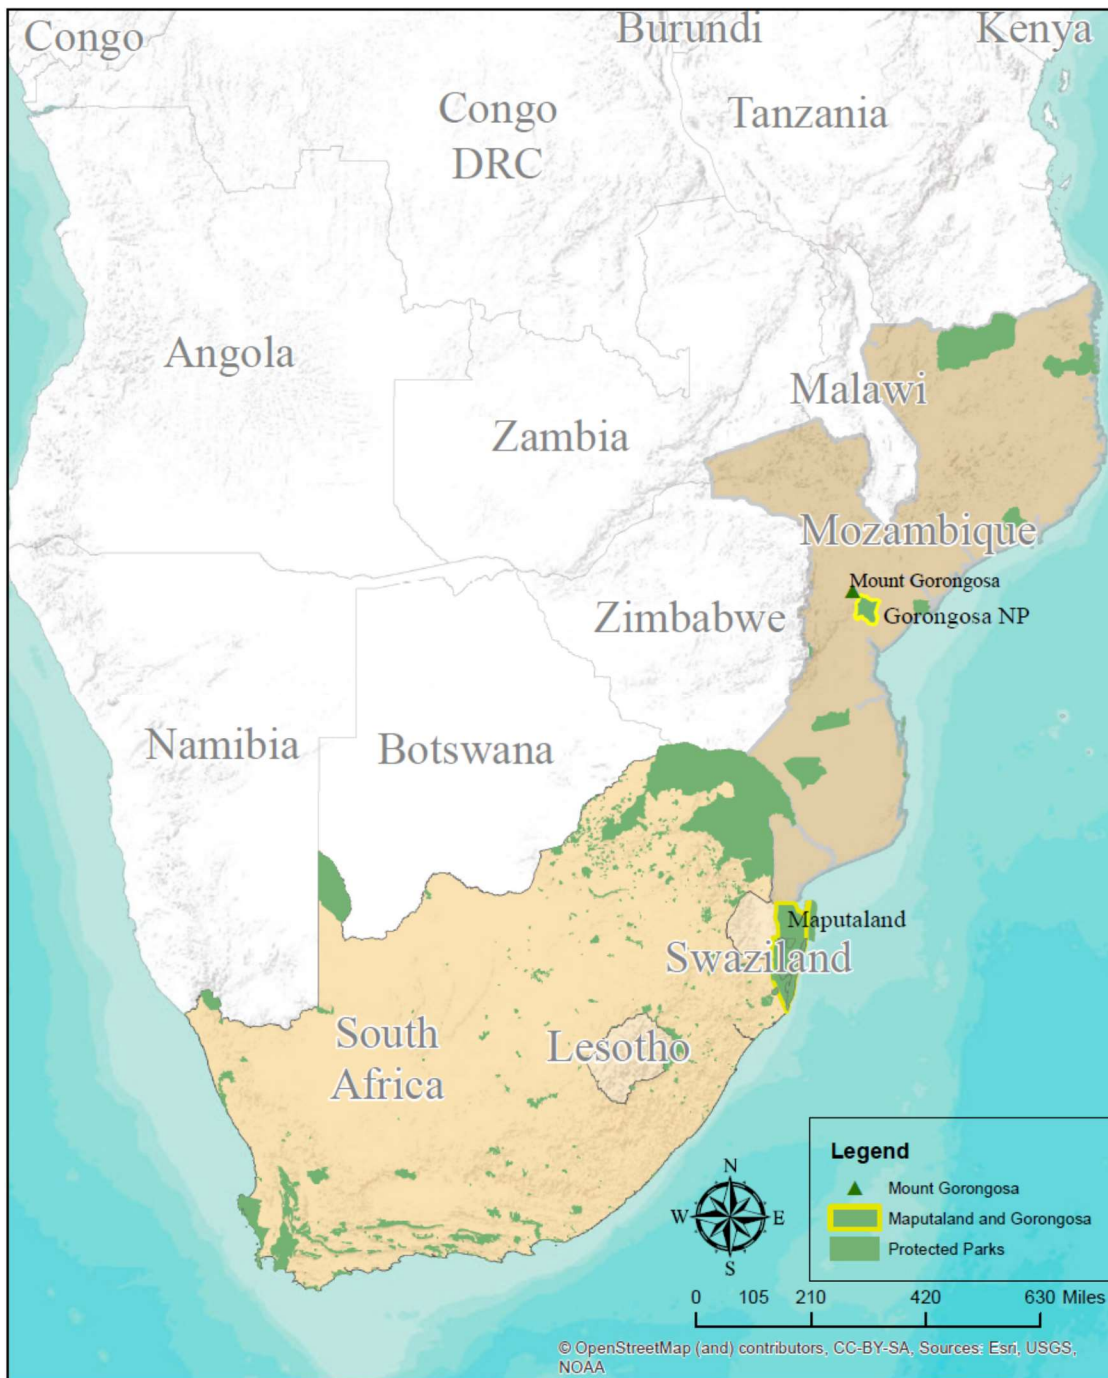 Congo
Burundi
Kenya
Congo
DRC
Tanzania
Angola
Malawi
Zambia
Mozambique
Mount Gorongosa
Gorongosa NP
Zimbabwe
Namibia
Botswana
Maputaland
Swaziland
South
Africa
Lesotho
Legend
Mount Gorongosa
Maputaland and Gorongosa
Protected Parks
N
W
E
S
0 105 210 420 630 Miles
© OpenStreetMap (and) contributors, CC-BY-SA, Sources: Esri, USGS,
NOAA